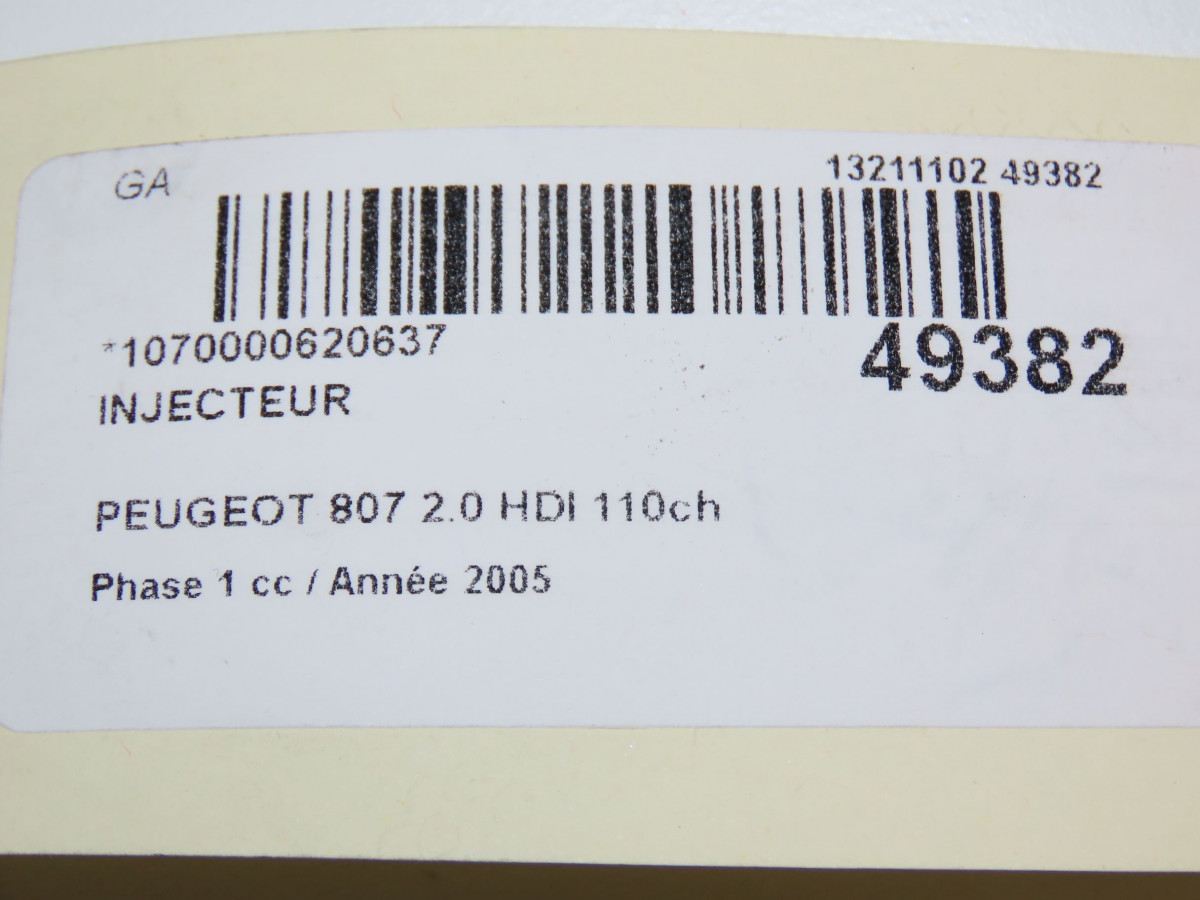 GA
13211102 49382
*1070000620637
49382
INJECTEUR
PEUGEOT 807 2.0 HDI 110ch
Phase 1 cc / Année 2005